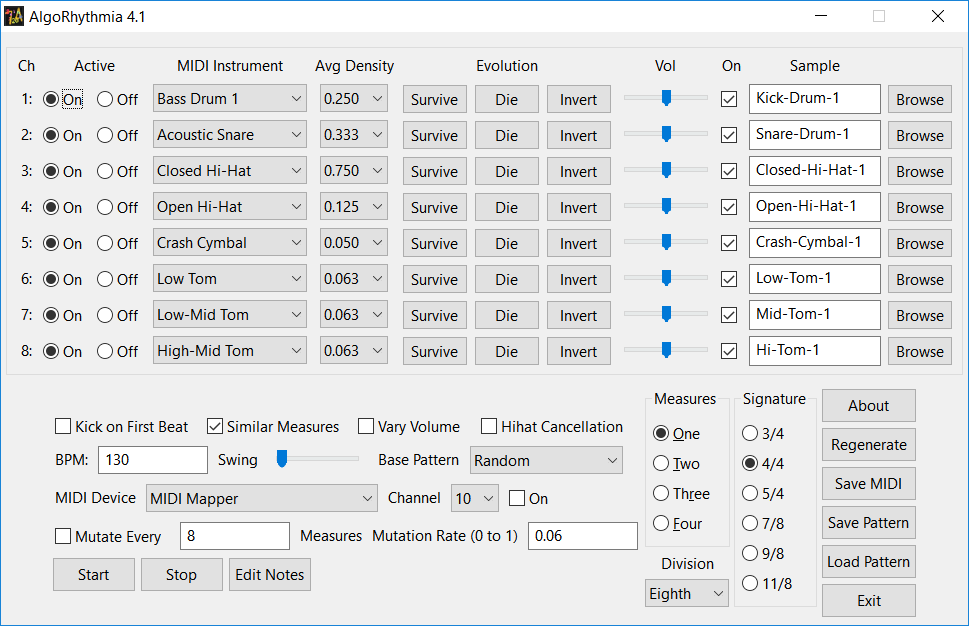 AlgoRhythmia 4.1
Ch Active MIDI Instrument Avg Density Evolution Vol On Sample
1: On Off Bass Drum 1 0.250 Survive Die Invert Kick-Drum-1 Browse
2: On Off Acoustic Snare 0.333 Survive Die Invert Snare-Drum-1 Browse
3: On Off Closed Hi-Hat 0.750 Survive Die Invert Closed-Hi-Hat-1 Browse
4: On Off Open Hi-Hat 0.125 Survive Die Invert Open-Hi-Hat-1 Browse
5: On Off Crash Cymbal 0.050 Survive Die Invert Crash-Cymbal-1 Browse
6: On Off Low Tom 0.063 Survive Die Invert Low-Tom-1 Browse
7: On Off Low-Mid Tom 0.063 Survive Die Invert Mid-Tom-1 Browse
8: On Off High-Mid Tom 0.063 Survive Die Invert Hi-Tom-1 Browse
Kick on First Beat Similar Measures Vary Volume Hihat Cancellation
BPM: 130 Swing Base Pattern Random
MIDI Device MIDI Mapper Channel 10 On
Mutate Every 8 Measures Mutation Rate (0 to 1) 0.06
Start Stop Edit Notes
Measures
One
Two
Three
Four
Division
Eighth
Signature
3/4
4/4
5/4
7/8
9/8
11/8
About
Regenerate
Save MIDI
Save Pattern
Load Pattern
Exit